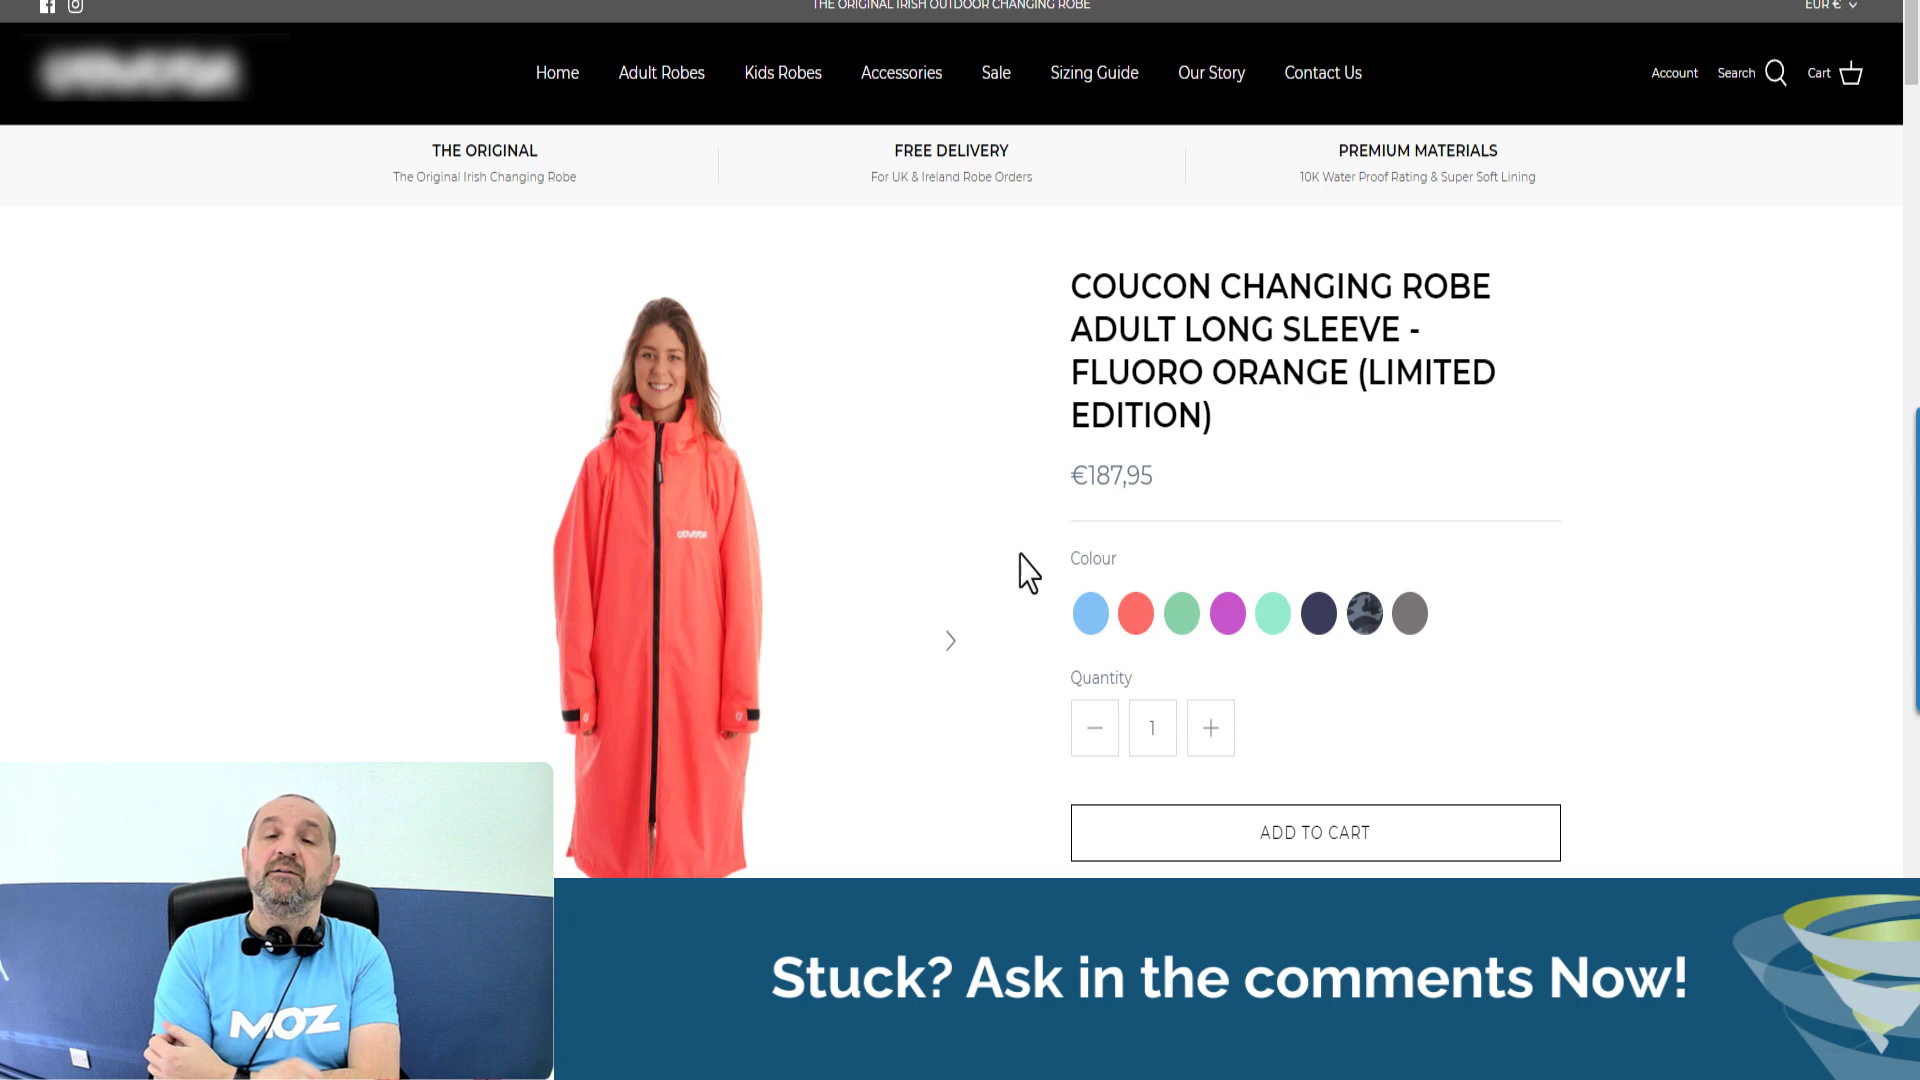 THE ORIGINAL IRISH OUTDOOR CHANGING ROBE
EUR €
Home
Adult Robes
Kids Robes
Accessories
Sale
Sizing Guide
Our Story
Contact Us
Account
Search
Cart
THE ORIGINAL
The Original Irish Changing Robe
FREE DELIVERY
For UK & Ireland Robe Orders
PREMIUM MATERIALS
10K Water Proof Rating & Super Soft Lining
COUCON CHANGING ROBE
ADULT LONG SLEEVE -
FLUORO ORANGE (LIMITED
EDITION)
€187,95
Colour
Quantity
1
ADD TO CART
MOZ
Stuck? Ask in the comments Now!